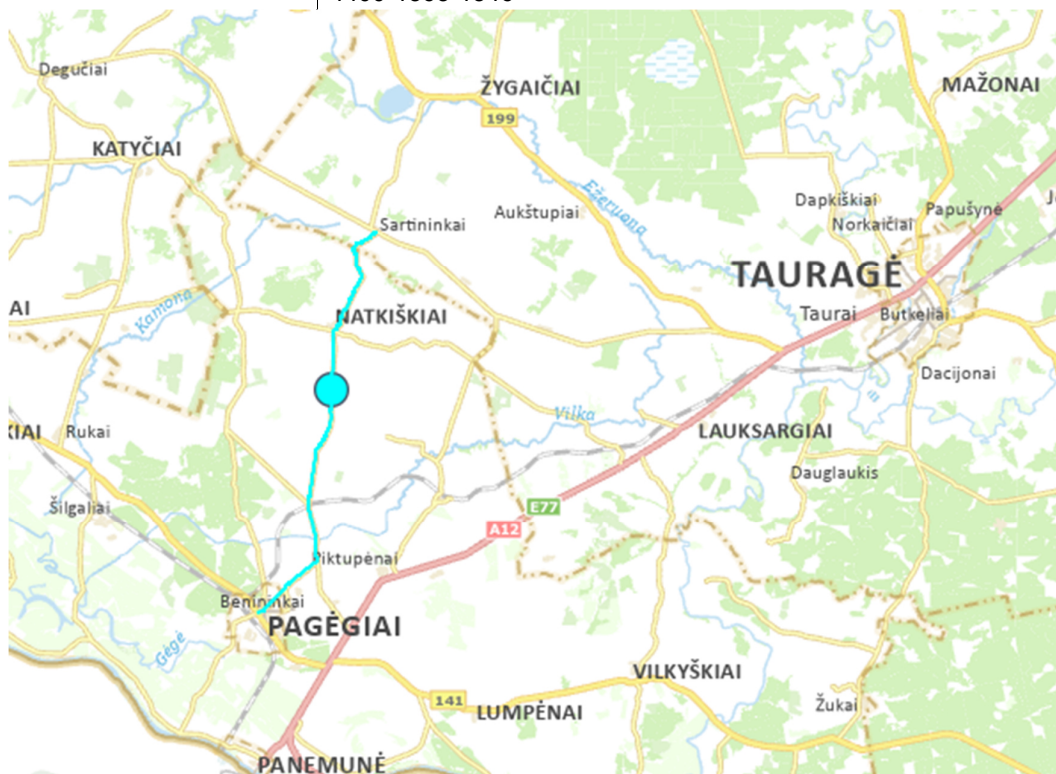 Degučiai
ŽYGAIČIAI
MAŽONAI
199
KATYČIAI
Ežeruona
Dapkiškiai
Papušynė
Norkaičiai
Aukštupiai
Sartininkai
TAURAGĖ
Kamona
AI
NATKIŠKIAI
Taurai
Butkeliai
Dacijonai
Vilka
KIAI
Rukai
LAUKSARGIAI
Dauglaukis
Šilgaliai
E77
A12
Piktupėnai
Benininkai
PAGĖGIAI
Gėgė
VILKYŠKIAI
141
LUMPĖNAI
Žukai
PANEMUNĖ